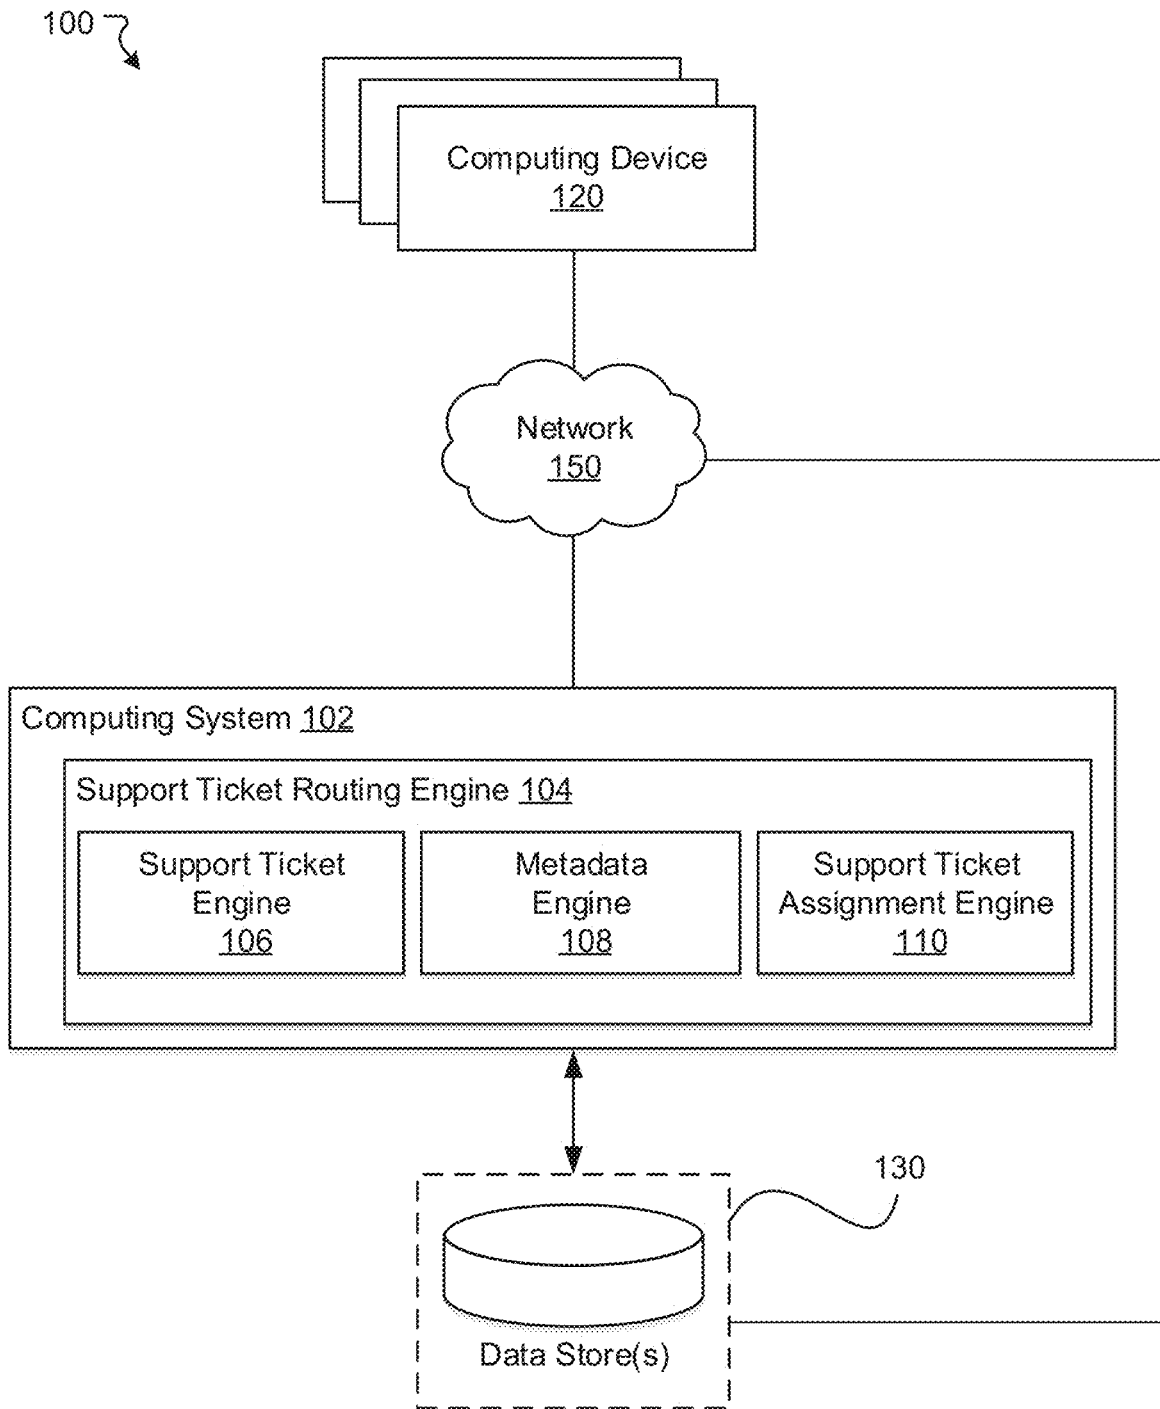 100
Computing Device
120
Network
150
Computing System 102
Support Ticket Routing Engine 104
Support Ticket
Engine
106
Metadata
Engine
108
Support Ticket
Assignment Engine
110
130
Data Store(s)